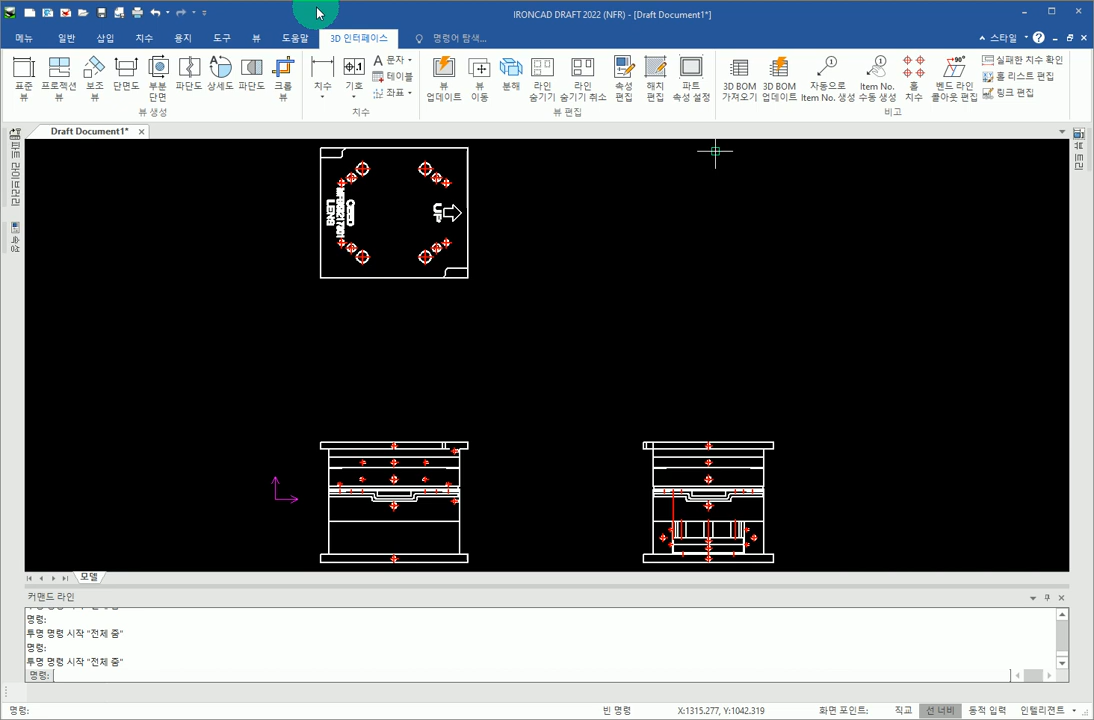 IRONCAD DRAFT 2022 (NFR) - [Draft Document1*]
메뉴 일반 삽입 치수 용지 도구 뷰 도움말 3D 인터페이스 명령어 탐색... 스타일
표준 뷰
프로젝션 뷰
보조 뷰
단면도
부분 단면
파단도
상세도
파단도
크롭 뷰
뷰 생성
치수
기호
문자
테이블
좌표
치수
뷰 업데이트
뷰 이동
분해
라인 숨기기
라인 숨기기 취소
속성 편집
해치 편집
파트 속성 설정
뷰 편집
3D BOM 가져오기
3D BOM 업데이트
자동으로 Item No. 생성
Item No. 수동 생성
홀 치수
벤드 라인 콜아웃 편집
실패한 치수 확인
홀 리스트 편집
링크 편집
비고
Draft Document1*
파트 라이브러리
속성
뷰 트리
LENS
UP
모델
커맨드 라인
명령:
투명 명령 시작 "전체 줌"
명령:
투명 명령 시작 "전체 줌"
명령:
명령: 빈 명령 X:1315.277, Y:1042.319 화면 포인트: 직교 선 너비 동적 입력 인텔리젠트